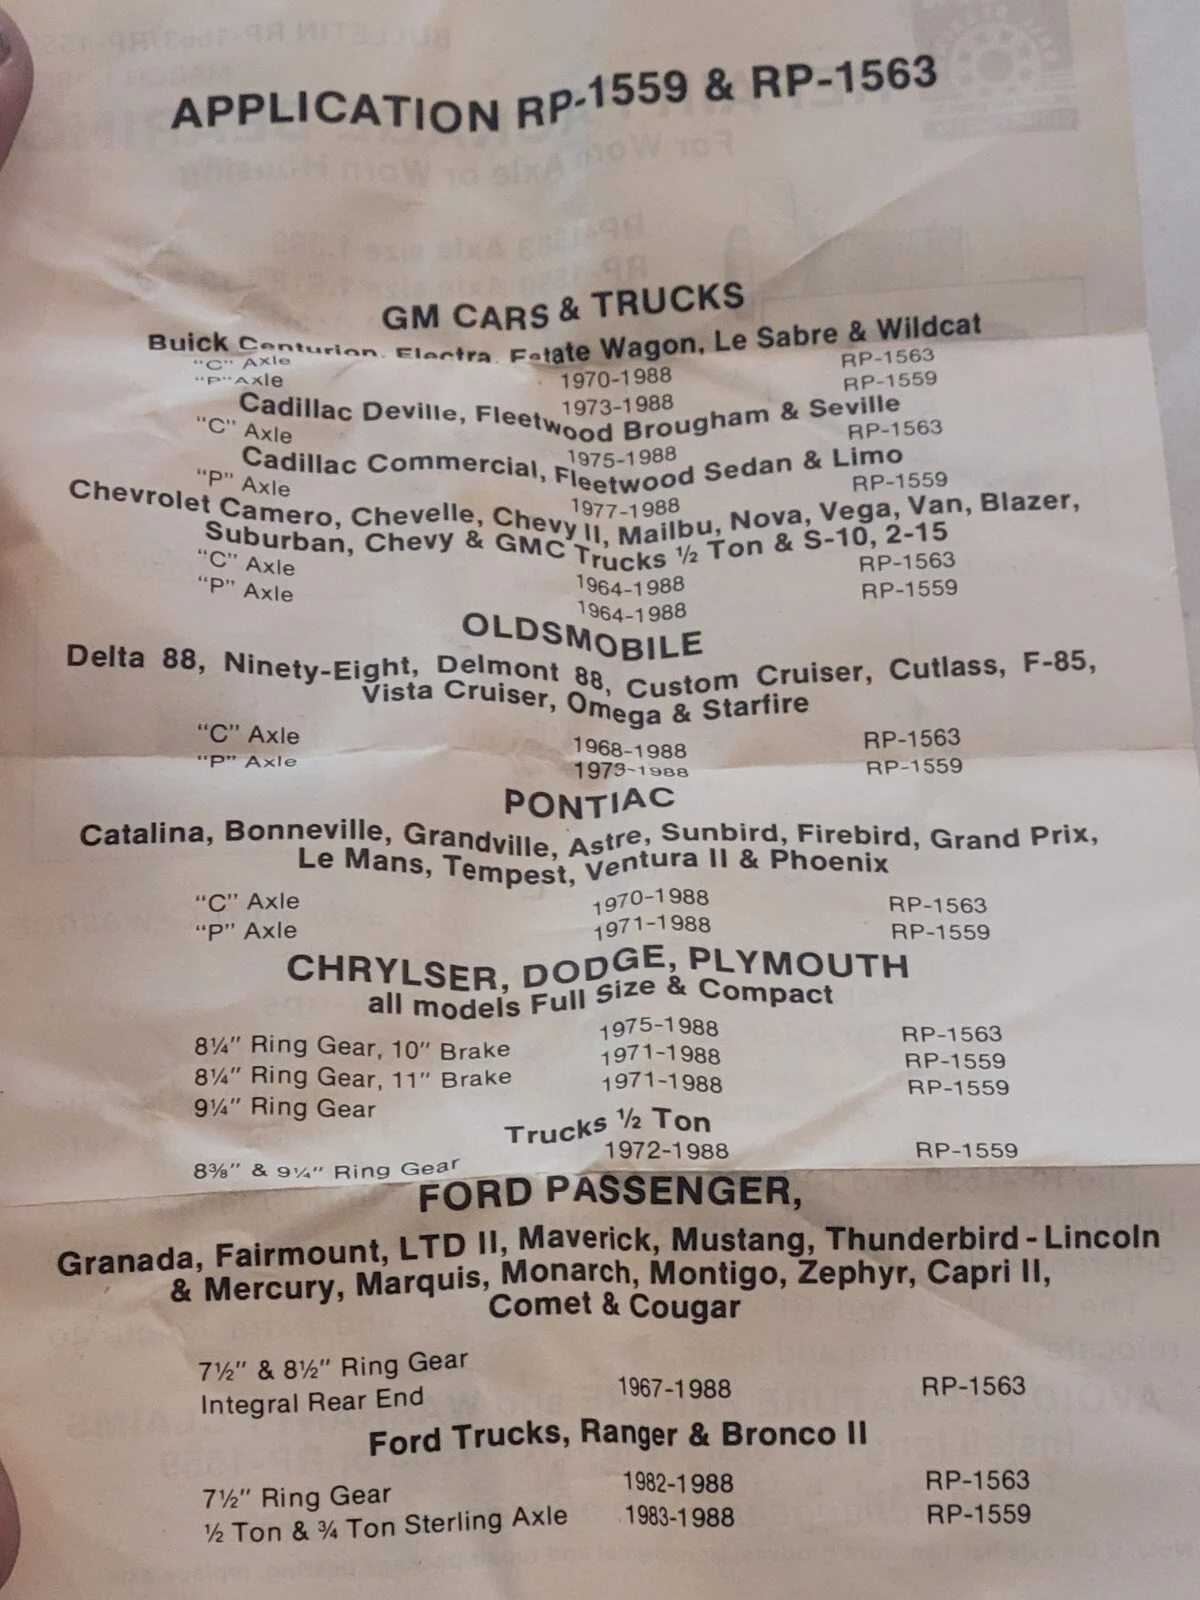 APPLICATION RP-1559 & RP-1563
GM CARS & TRUCKS
Buick Centurion, Electra, Estate Wagon, Le Sabre & Wildcat
"C" Axle 1970-1988 RP-1563
"P" Axle 1973-1988 RP-1559
Cadillac Deville, Fleetwood Brougham & Seville
"C" Axle 1975-1988 RP-1563
Cadillac Commercial, Fleetwood Sedan & Limo
"P" Axle 1977-1988 RP-1559
Chevrolet Camero, Chevelle, Chevy II, Mailbu, Nova, Vega, Van, Blazer,
Suburban, Chevy & GMC Trucks ½ Ton & S-10, 2-15
"C" Axle 1964-1988 RP-1563
"P" Axle 1964-1988 RP-1559
OLDSMOBILE
Delta 88, Ninety-Eight, Delmont 88, Custom Cruiser, Cutlass, F-85,
Vista Cruiser, Omega & Starfire
"C" Axle 1968-1988 RP-1563
"P" Axle 1973-1988 RP-1559
PONTIAC
Catalina, Bonneville, Grandville, Astre, Sunbird, Firebird, Grand Prix,
Le Mans, Tempest, Ventura II & Phoenix
"C" Axle 1970-1988 RP-1563
"P" Axle 1971-1988 RP-1559
CHRYLSER, DODGE, PLYMOUTH
all models Full Size & Compact
8¼" Ring Gear, 10" Brake 1975-1988 RP-1563
8¼" Ring Gear, 11" Brake 1971-1988 RP-1559
9¼" Ring Gear 1971-1988 RP-1559
Trucks ½ Ton
8⅜" & 9¼" Ring Gear 1972-1988 RP-1559
FORD PASSENGER,
Granada, Fairmount, LTD II, Maverick, Mustang, Thunderbird - Lincoln
& Mercury, Marquis, Monarch, Montigo, Zephyr, Capri II,
Comet & Cougar
7½" & 8½" Ring Gear
Integral Rear End 1967-1988 RP-1563
Ford Trucks, Ranger & Bronco II
7½" Ring Gear 1982-1988 RP-1563
½ Ton & ¾ Ton Sterling Axle 1983-1988 RP-1559